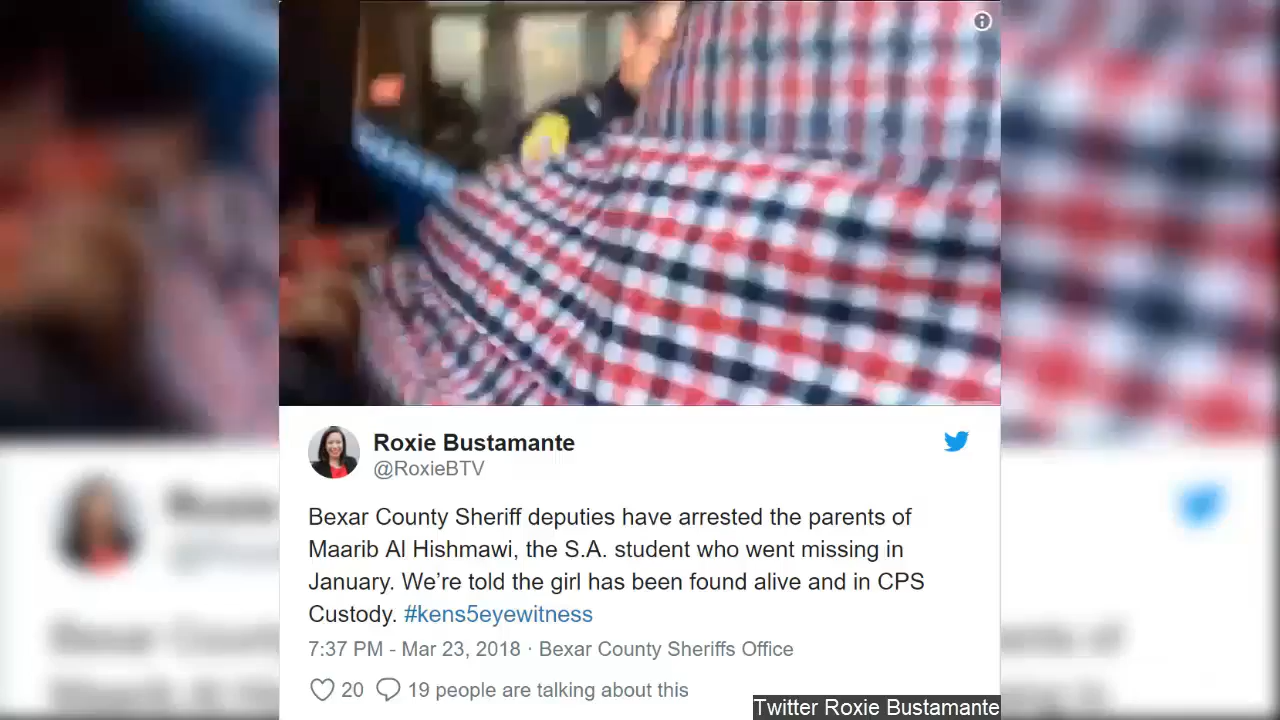 Roxie Bustamante
@RoxieBTV
Bexar County Sheriff deputies have arrested the parents of
Maarib Al Hishmawi, the S.A. student who went missing in
January. We’re told the girl has been found alive and in CPS
Custody. #kens5eyewitness
7:37 PM - Mar 23, 2018 · Bexar County Sheriffs Office
20 19 people are talking about this
Twitter Roxie Bustamante